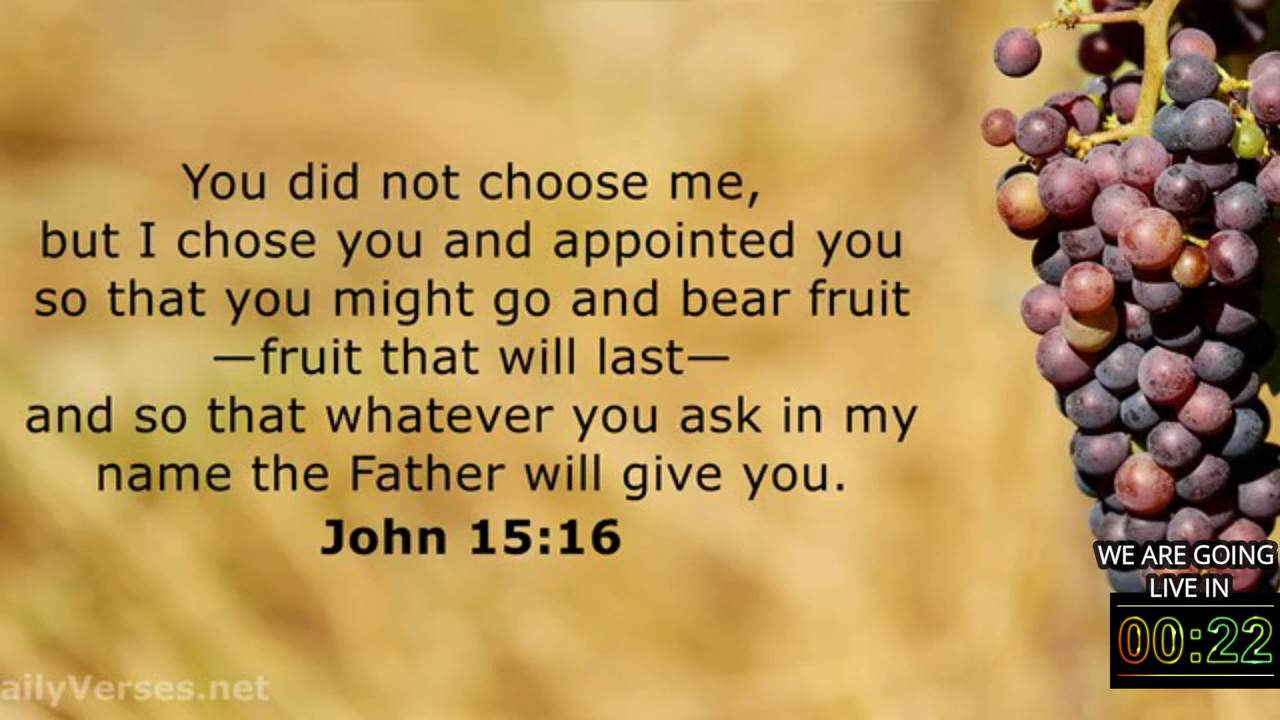 You did not choose me,
but I chose you and appointed you
so that you might go and bear fruit
—fruit that will last—
and so that whatever you ask in my
name the Father will give you.
John 15:16
WE ARE GOING
LIVE IN
00:22
ailyVerses.net